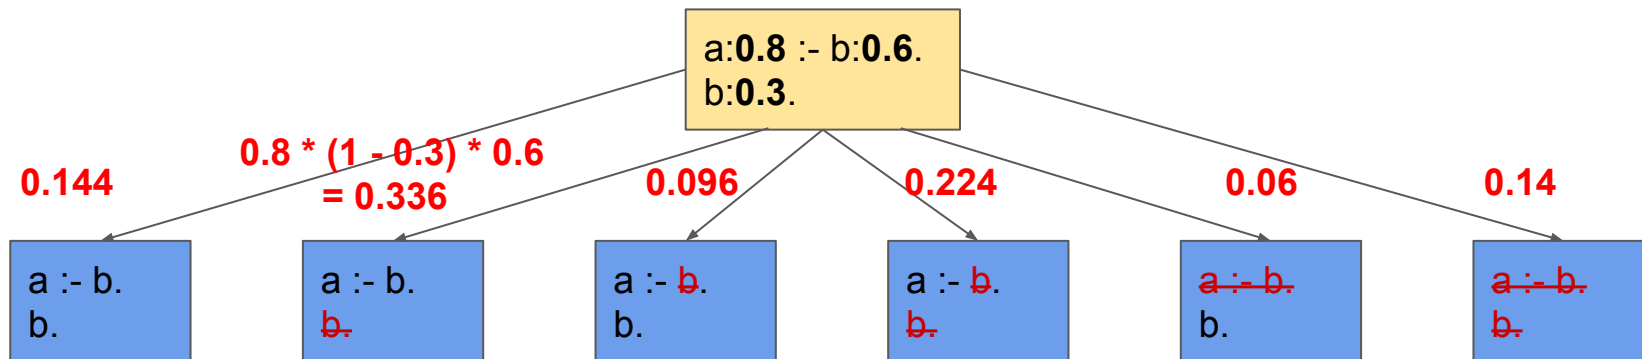 a:0.8 :- b:0.6.
b:0.3.
0.144
0.8 * (1 - 0.3) * 0.6
= 0.336
0.096
0.224
0.06
0.14
a :- b.
b.
a :- b.
b.
a :- b.
b.
a :- b.
b.
a :- b.
b.
a :- b.
b.